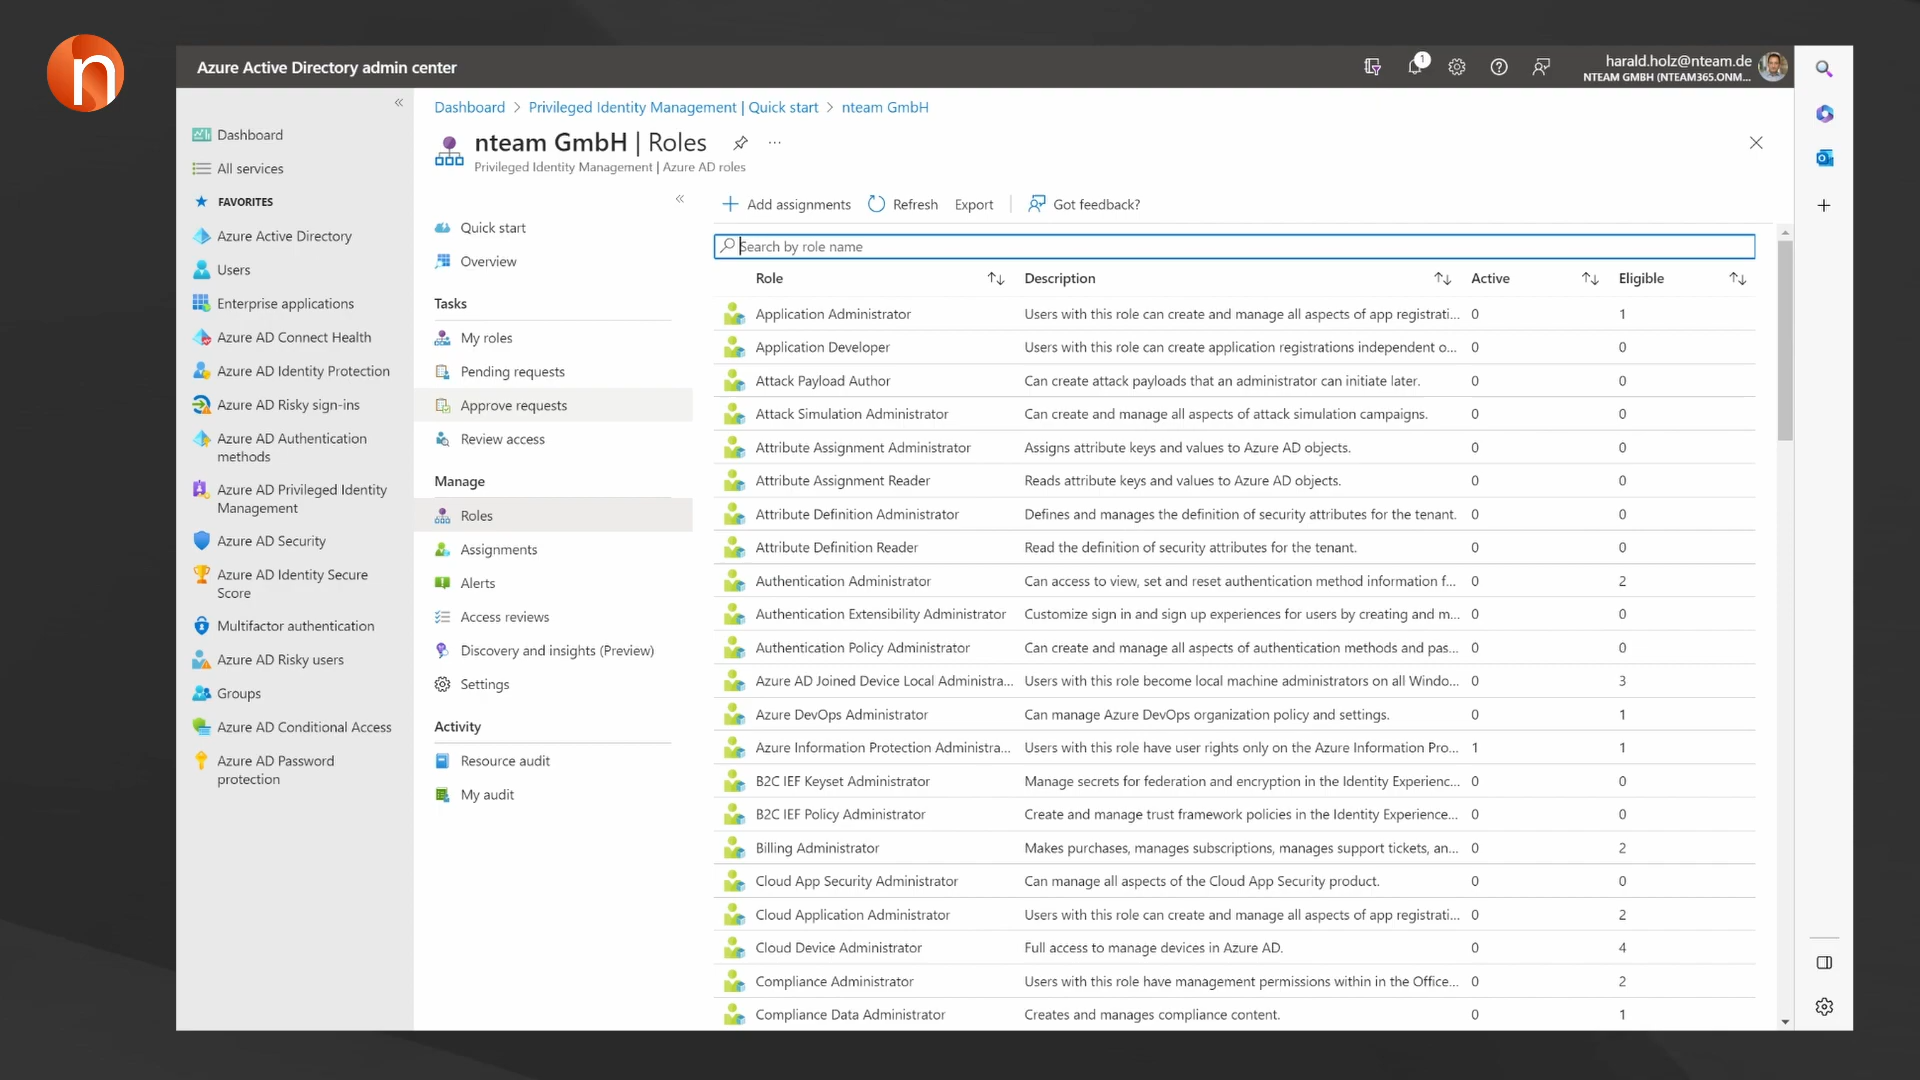 n
Azure Active Directory admin center
1
harald.holz@nteam.de
NTEAM GMBH (NTEAM365.ONM...
Dashboard
All services
FAVORITES
Azure Active Directory
Users
Enterprise applications
Azure AD Connect Health
Azure AD Identity Protection
Azure AD Risky sign-ins
Azure AD Authentication
methods
Azure AD Privileged Identity
Management
Azure AD Security
Azure AD Identity Secure
Score
Multifactor authentication
Azure AD Risky users
Groups
Azure AD Conditional Access
Azure AD Password
protection
Dashboard > Privileged Identity Management | Quick start > nteam GmbH
nteam GmbH | Roles
Privileged Identity Management | Azure AD roles
Quick start
Overview
Tasks
My roles
Pending requests
Approve requests
Review access
Manage
Roles
Assignments
Alerts
Access reviews
Discovery and insights (Preview)
Settings
Activity
Resource audit
My audit
Add assignments Refresh Export Got feedback?
Search by role name
Role Description Active Eligible
Application Administrator Users with this role can create and manage all aspects of app registrati... 0 1
Application Developer Users with this role can create application registrations independent o... 0 0
Attack Payload Author Can create attack payloads that an administrator can initiate later. 0 0
Attack Simulation Administrator Can create and manage all aspects of attack simulation campaigns. 0 0
Attribute Assignment Administrator Assigns attribute keys and values to Azure AD objects. 0 0
Attribute Assignment Reader Reads attribute keys and values to Azure AD objects. 0 0
Attribute Definition Administrator Defines and manages the definition of security attributes for the tenant. 0 0
Attribute Definition Reader Read the definition of security attributes for the tenant. 0 0
Authentication Administrator Can access to view, set and reset authentication method information f... 0 2
Authentication Extensibility Administrator Customize sign in and sign up experiences for users by creating and m... 0 0
Authentication Policy Administrator Can create and manage all aspects of authentication methods and pas... 0 0
Azure AD Joined Device Local Administra... Users with this role become local machine administrators on all Windo... 0 3
Azure DevOps Administrator Can manage Azure DevOps organization policy and settings. 0 1
Azure Information Protection Administra... Users with this role have user rights only on the Azure Information Pro... 1 1
B2C IEF Keyset Administrator Manage secrets for federation and encryption in the Identity Experienc... 0 0
B2C IEF Policy Administrator Create and manage trust framework policies in the Identity Experience... 0 0
Billing Administrator Makes purchases, manages subscriptions, manages support tickets, an... 0 2
Cloud App Security Administrator Can manage all aspects of the Cloud App Security product. 0 0
Cloud Application Administrator Users with this role can create and manage all aspects of app registrati... 0 2
Cloud Device Administrator Full access to manage devices in Azure AD. 0 4
Compliance Administrator Users with this role have management permissions within in the Office... 0 2
Compliance Data Administrator Creates and manages compliance content. 0 1